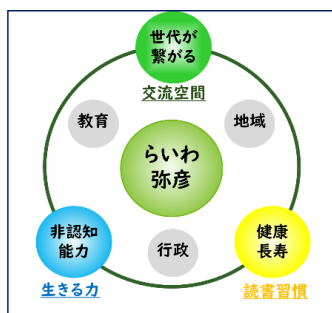 世代が
繋がる
交流空間
教育
地域
らいわ
弥彦
非認知
能力
生きる力
行政
健康
長寿
読書習慣